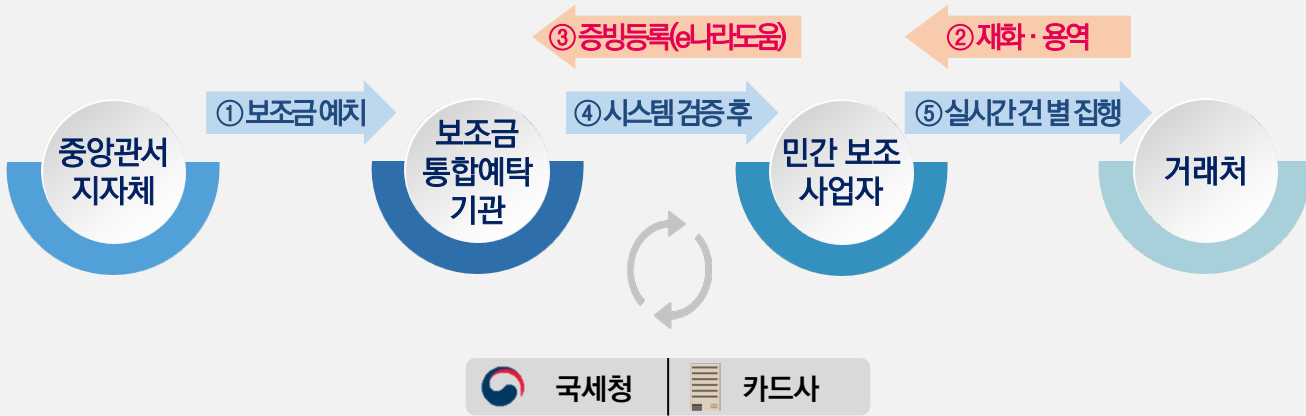 ③ 증빙등록(e나라도움)
② 재화 · 용역
① 보조금 예치
④ 시스템 검증 후
⑤ 실시간 건 별 집행
중앙관서
지자체
보조금
통합예탁
기관
민간 보조
사업자
거래처
국세청
카드사